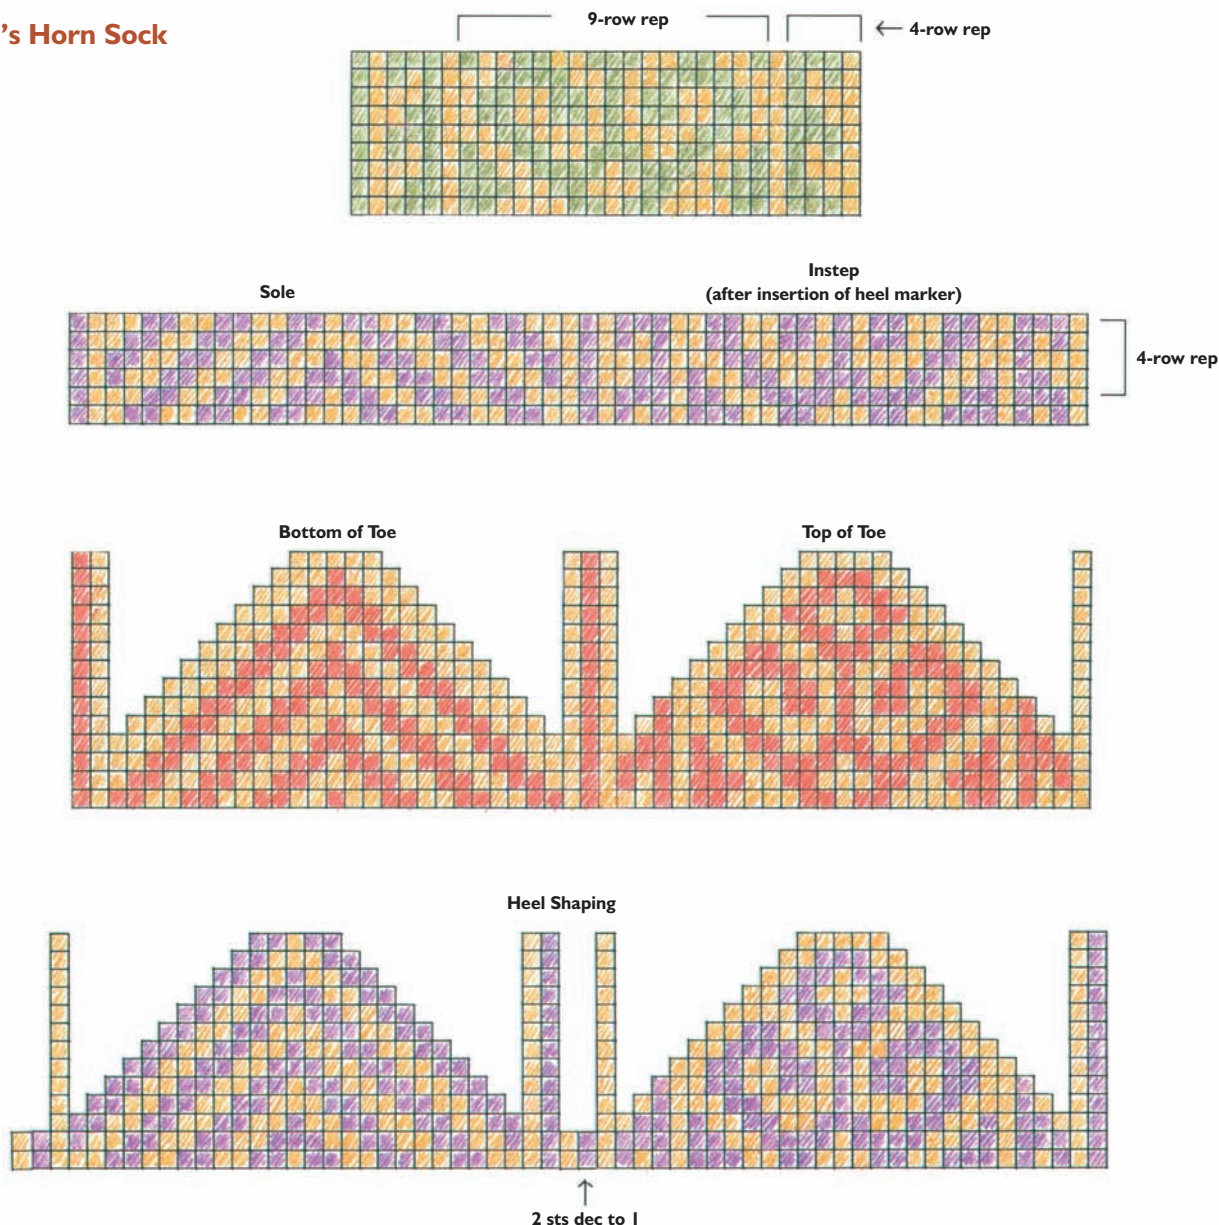 's Horn Sock
9-row rep
4-row rep
Sole
Instep
(after insertion of heel marker)
4-row rep
Bottom of Toe
Top of Toe
Heel Shaping
2 sts dec to 1